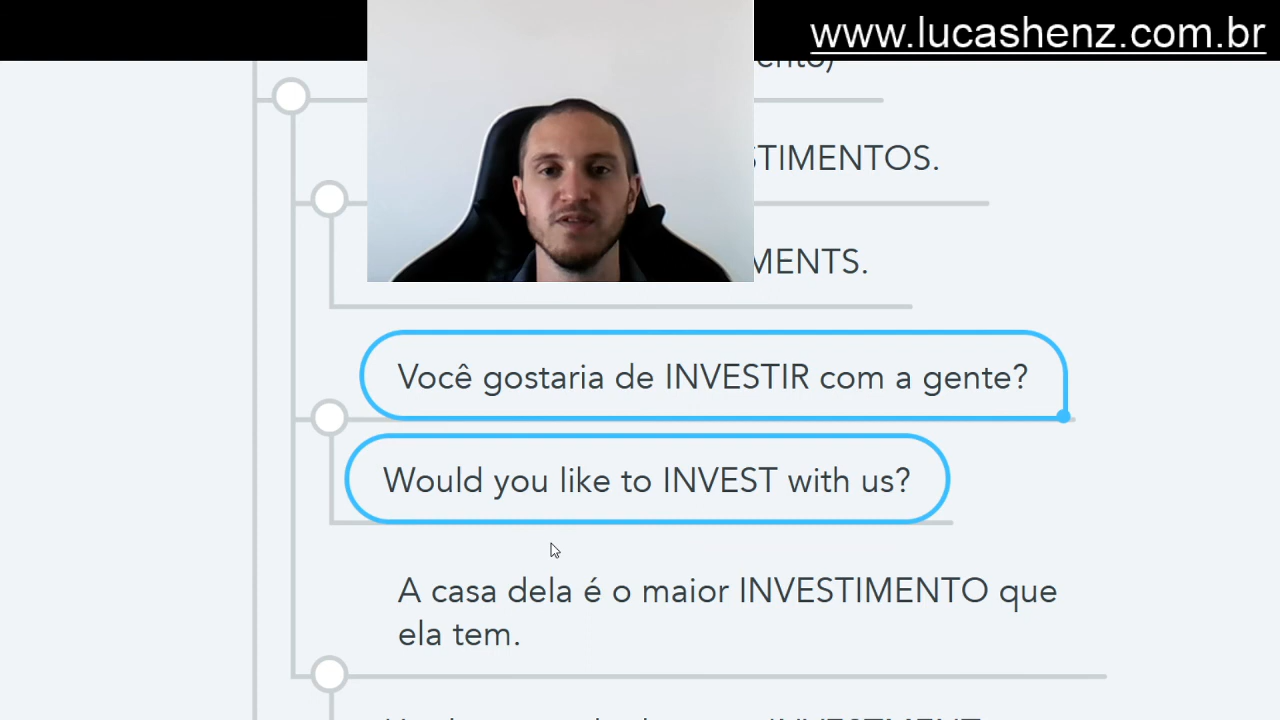 www.lucashenz.com.br
TIMENTOS.
MENTS.
Você gostaria de INVESTIR com a gente?
Would you like to INVEST with us?
A casa dela é o maior INVESTIMENTO que
ela tem.